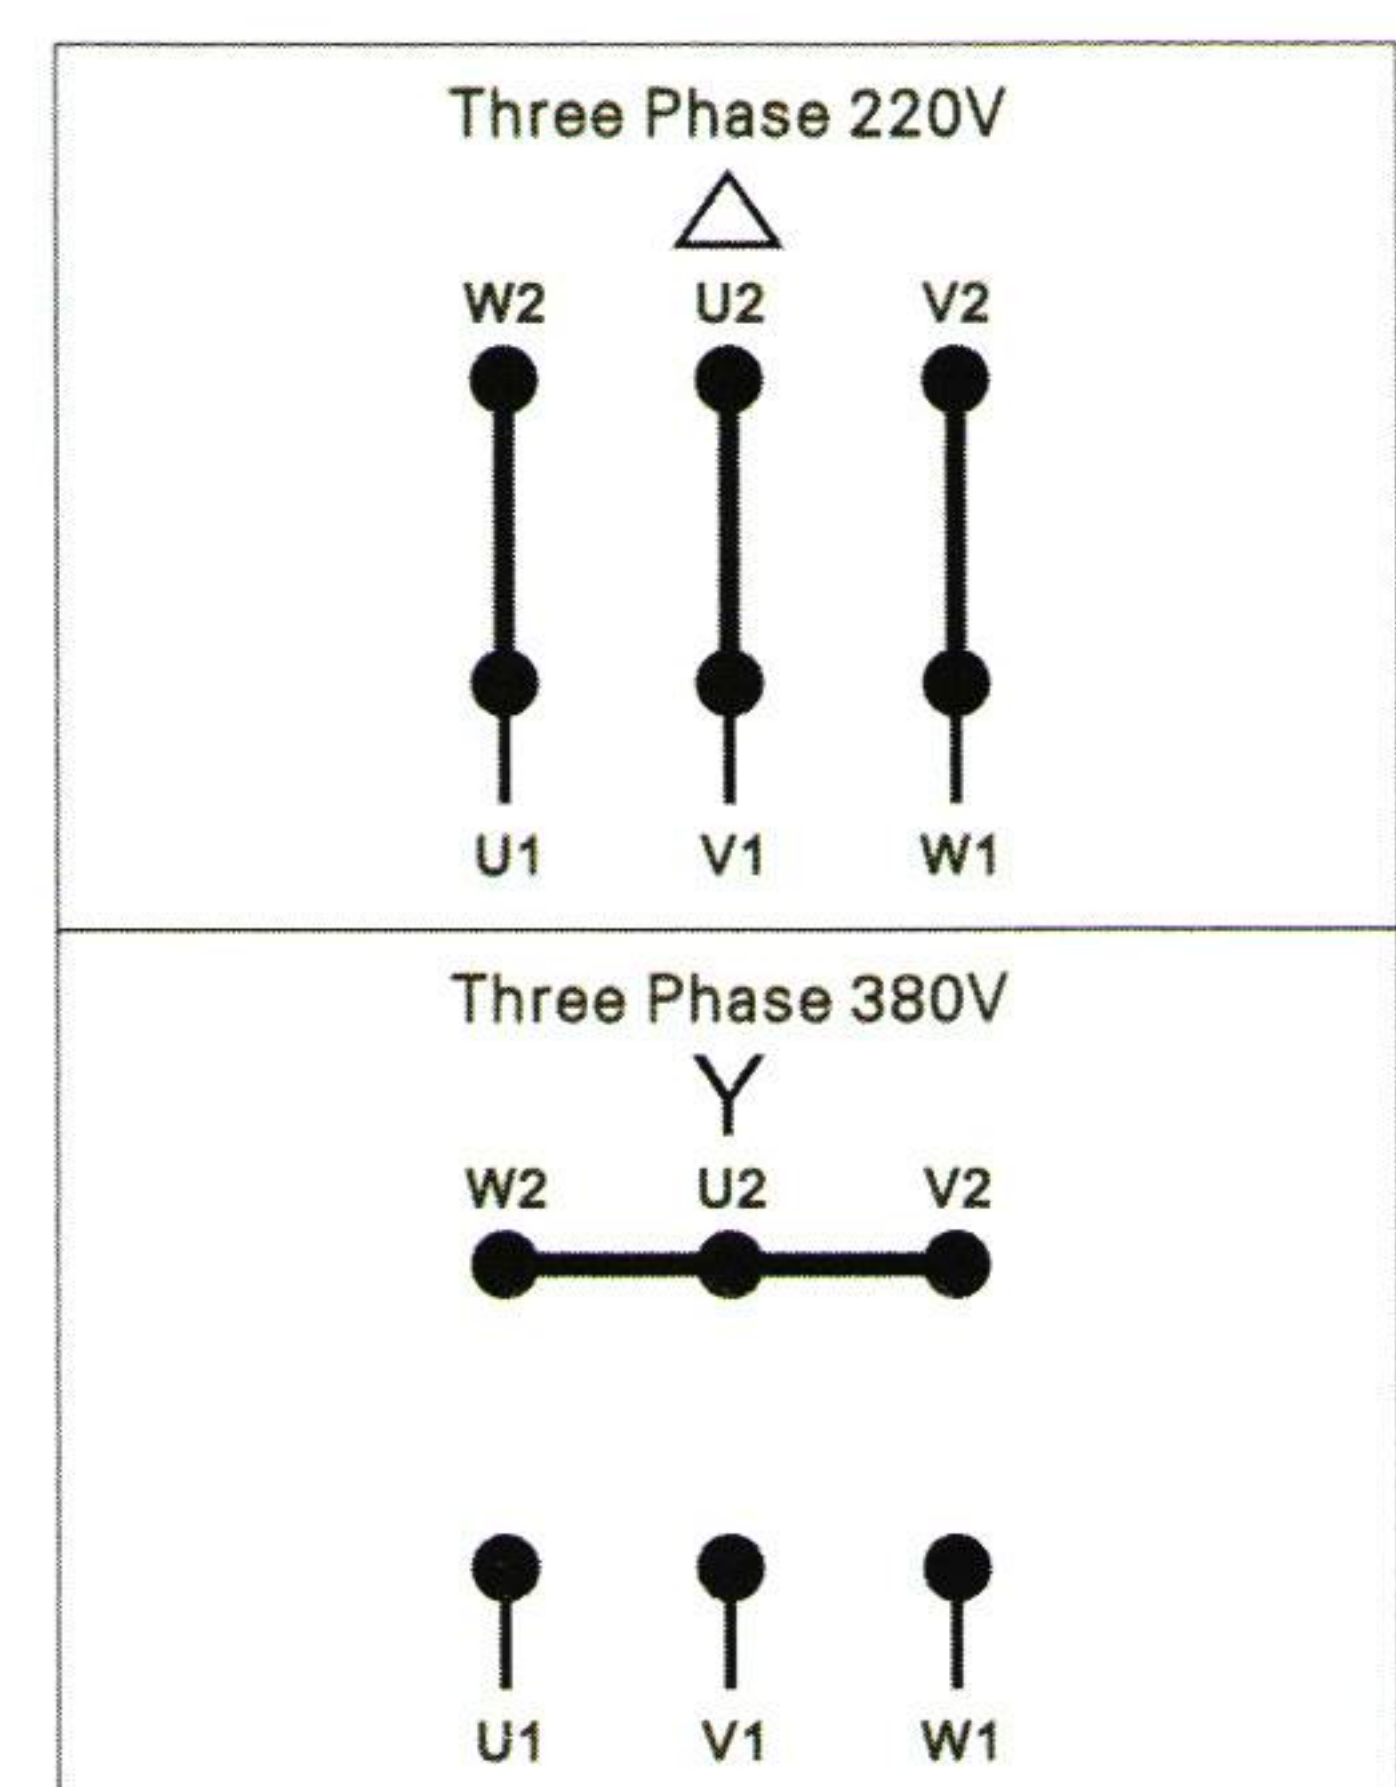 Three Phase 220V
W2 U2 V2
U1 V1 W1
Three Phase 380V
Y
W2 U2 V2
U1 V1 W1